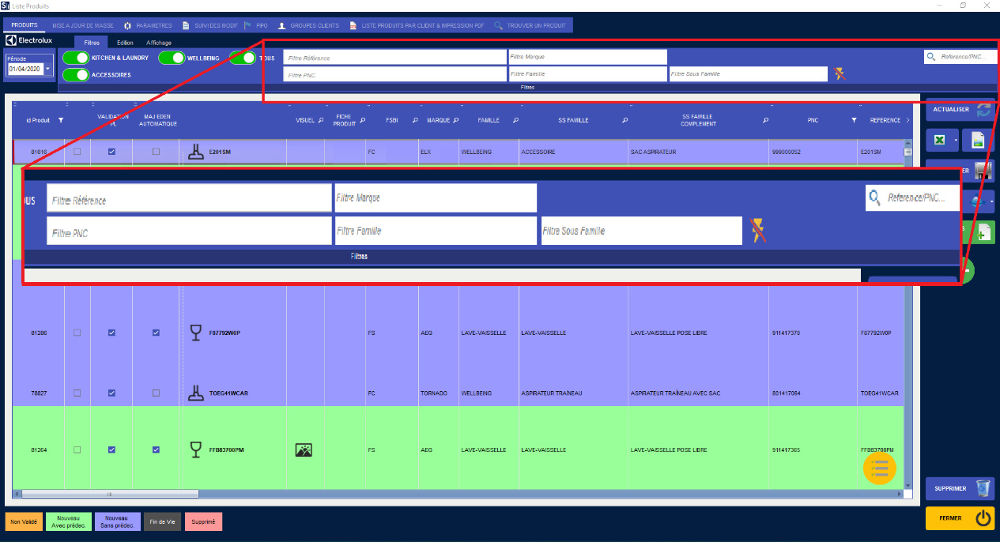 Liste Produits
PRODUITS MISE A JOUR DE MASSE PARAMETRES SUIVI DES MODIF PIPO GROUPES CLIENTS LISTE PRODUITS PAR CLIENT & IMPRESSION PDF TROUVER UN PRODUIT
Electrolux Filtres Edition Affichage
Période
01/04/2020
KITCHEN & LAUNDRY WELLBEING TOUS
ACCESSOIRES
Filtre Référence Filtre Marque Reference/PNC...
Filtre PNC Filtre Famille Filtre Sous Famille
Filtres
ACTUALISER
id Produit VALIDATION PL MAJ EDEN AUTOMATIQUE VISUEL FICHE PRODUIT FSBI MARQUE FAMILLE SS FAMILLE SS FAMILLE COMPLEMENT PNC REFERENCE
81616 E201SM FC ELX WELLBEING ACCESSOIRE SAC ASPIRATEUR 999000052 E201SM
ER
OUS Filtre Référence Filtre Marque Reference/PNC...
Filtre PNC Filtre Famille Filtre Sous Famille
Filtres
81286 F87792W0P FS AEG LAVE-VAISSELLE LAVE-VAISSELLE LAVE-VAISSELLE POSE LIBRE 911417370 F87792W0P
78827 TOEG41WCAR FC TORNADO WELLBEING ASPIRATEUR TRAÎNEAU ASPIRATEUR TRAÎNEAU AVEC SAC 801417064 TOEG41WCAR
81264 FFB83700PM FS AEG LAVE-VAISSELLE LAVE-VAISSELLE LAVE-VAISSELLE POSE LIBRE 911417365 FFB83700PM
SUPPRIMER
Non Validé
Nouveau
Avec prédec.
Nouveau
Sans prédec.
Fin de Vie
Supprimé
FERMER